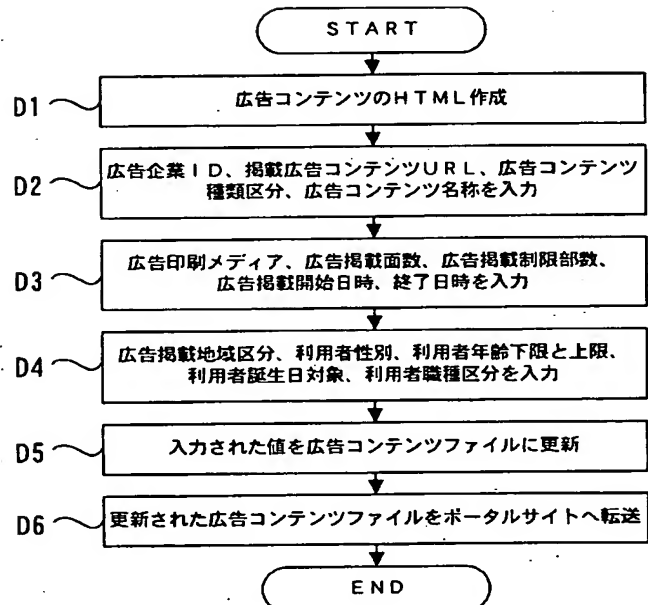 START
D1
広告コンテンツのHTML作成
D2
広告企業ID、掲載広告コンテンツURL、広告コンテンツ
種類区分、広告コンテンツ名称を入力
D3
広告印刷メディア、広告掲載面数、広告掲載制限部数、
広告掲載開始日時、終了日時を入力
D4
広告掲載地域区分、利用者性別、利用者年齢下限と上限、
利用者誕生日対象、利用者職種区分を入力
D5
入力された値を広告コンテンツファイルに更新
D6
更新された広告コンテンツファイルをポータルサイトへ転送
END